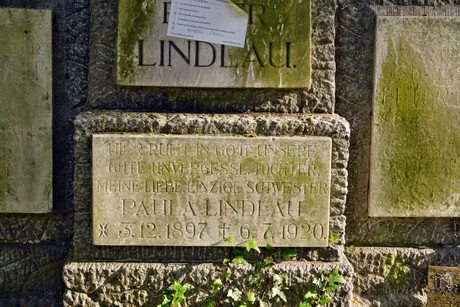 LINDEAU.
HIER RUHT IN GOTT UNSERE
GUTE UNVERGESSL. TOCHTER,
MEINE LIEBE EINZIGE SCHWESTER
PAULA LINDEAU
* 3.12.1897 † 6.7.1920.